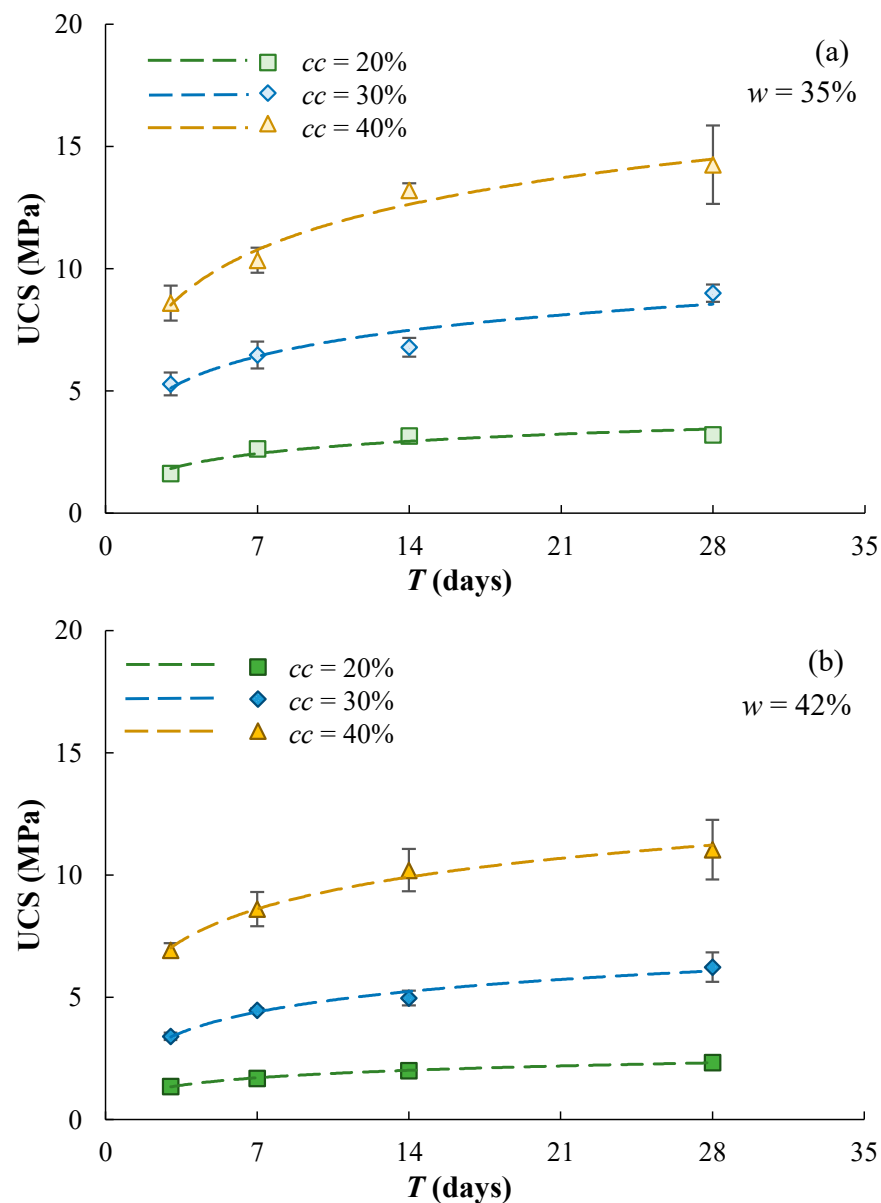 20
(a)
cc = 20%
cc = 30%
w = 35%
cc = 40%
15
10
5
0
UCS (MPa)
0 7 14 21 28 35
T (days)
20
(b)
cc = 20%
cc = 30%
w = 42%
cc = 40%
15
10
5
0
UCS (MPa)
0 7 14 21 28 35
T (days)